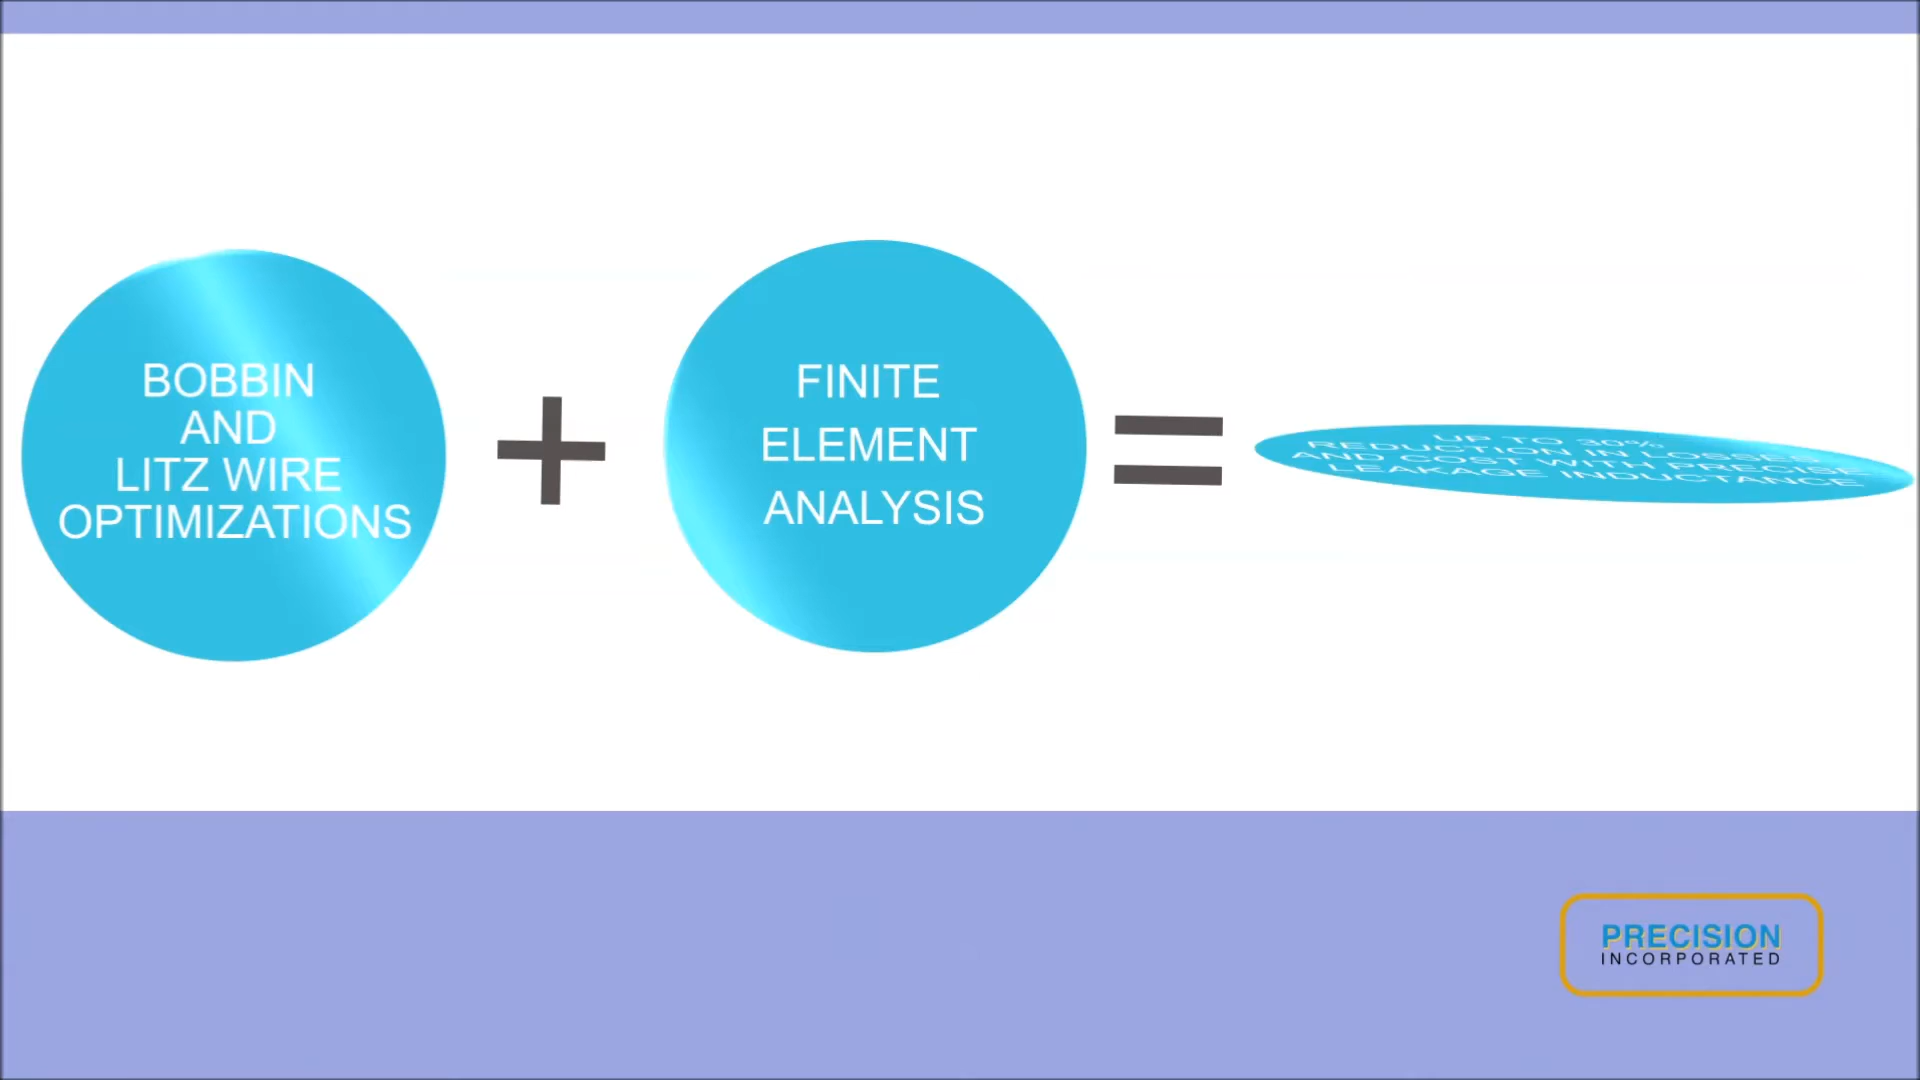 BOBBIN
AND
LITZ WIRE
OPTIMIZATIONS
+
FINITE
ELEMENT
ANALYSIS
=
UP TO 30%
REDUCTION IN LOSSES
AND COST WITH PRECISE
LEAKAGE INDUCTANCE
PRECISION
INCORPORATED